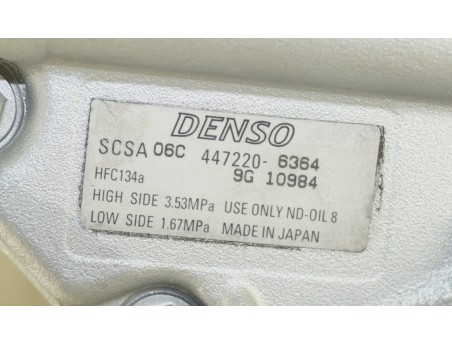 DENSO
SCSA 06C 447220- 6364
9G 10984
HFC134a
HIGH SIDE 3.53MPa USE ONLY ND-OIL 8
LOW SIDE 1.67MPa MADE IN JAPAN